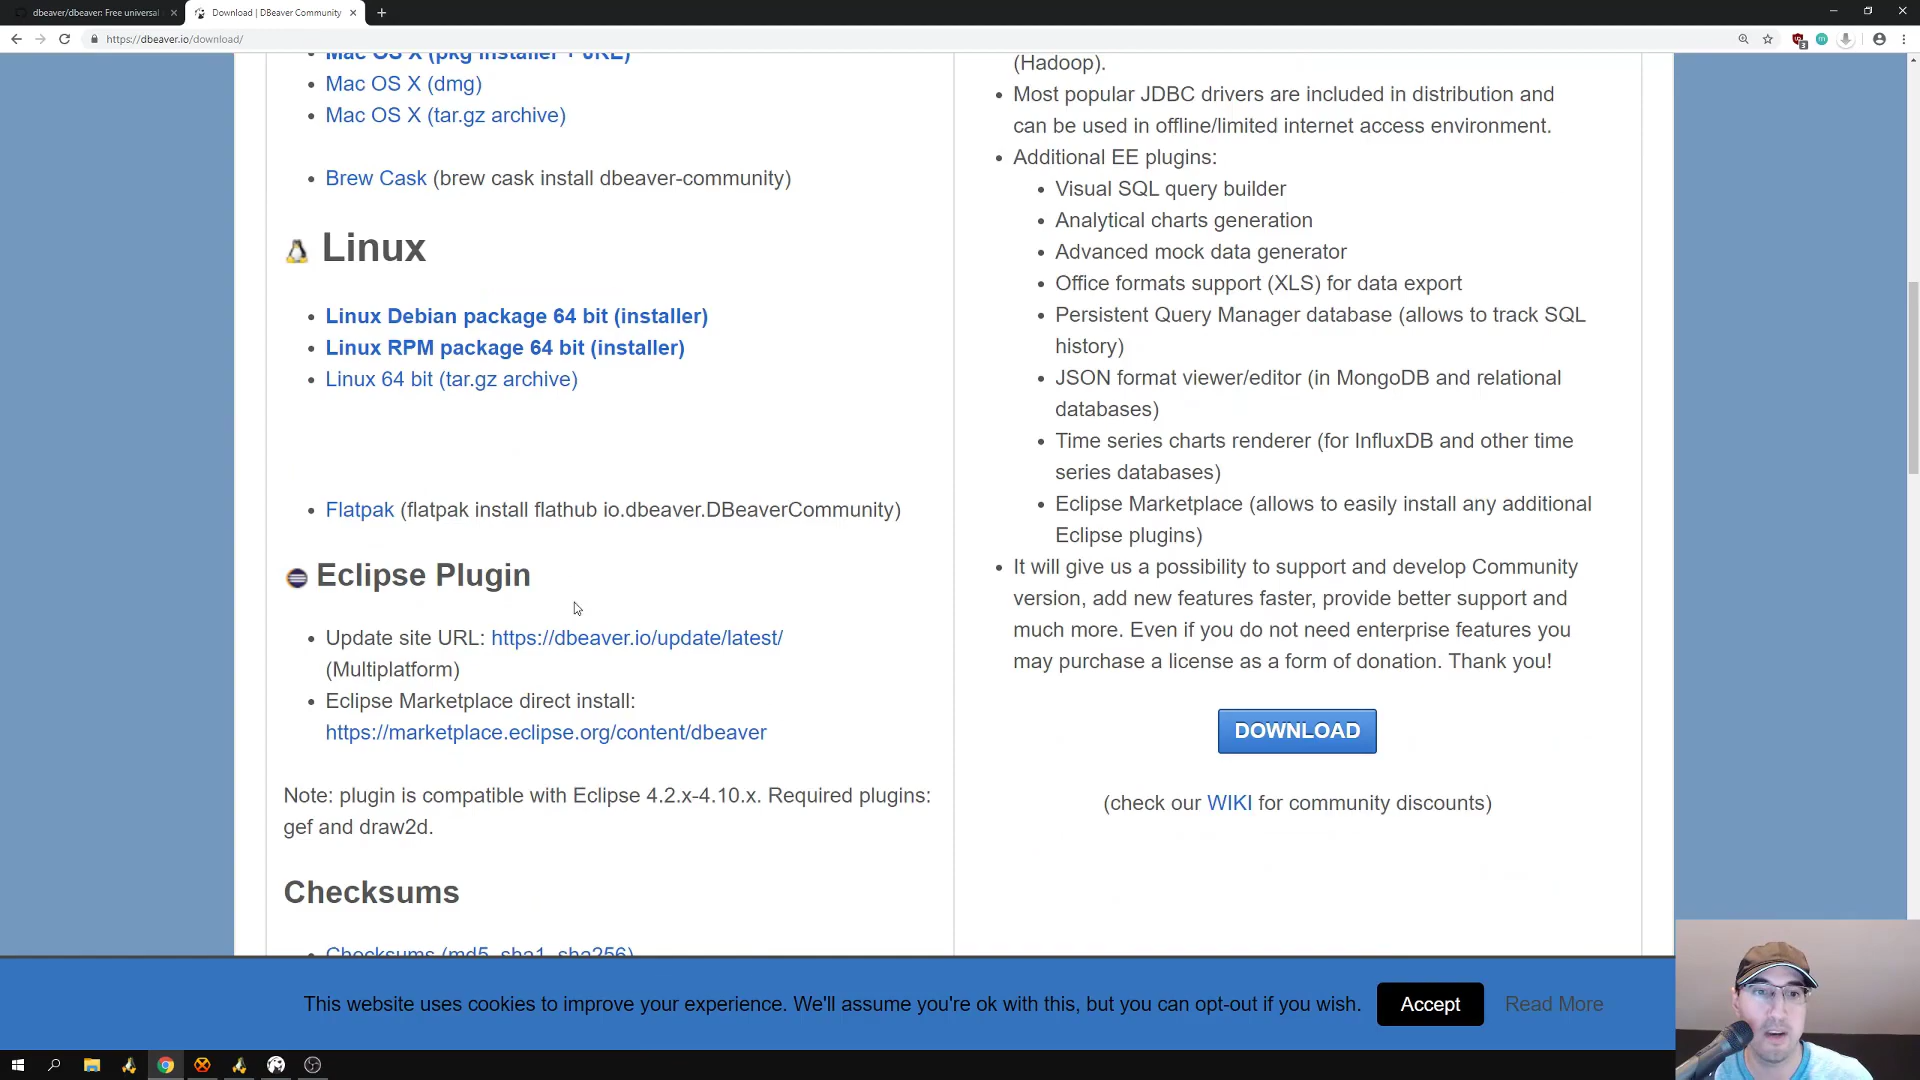 dbeaver/dbeaver: Free universal
Download | DBeaver Community
https://dbeaver.io/download/
Mac OS X (pkg installer + JRE)
Mac OS X (dmg)
Mac OS X (tar.gz archive)
Brew Cask (brew cask install dbeaver-community)
Linux
Linux Debian package 64 bit (installer)
Linux RPM package 64 bit (installer)
Linux 64 bit (tar.gz archive)
Flatpak (flatpak install flathub io.dbeaver.DBeaverCommunity)
Eclipse Plugin
Update site URL: https://dbeaver.io/update/latest/
(Multiplatform)
Eclipse Marketplace direct install:
https://marketplace.eclipse.org/content/dbeaver
Note: plugin is compatible with Eclipse 4.2.x-4.10.x. Required plugins:
gef and draw2d.
Checksums
Checksums (md5, sha1, sha256)
(Hadoop).
Most popular JDBC drivers are included in distribution and
can be used in offline/limited internet access environment.
Additional EE plugins:
Visual SQL query builder
Analytical charts generation
Advanced mock data generator
Office formats support (XLS) for data export
Persistent Query Manager database (allows to track SQL
history)
JSON format viewer/editor (in MongoDB and relational
databases)
Time series charts renderer (for InfluxDB and other time
series databases)
Eclipse Marketplace (allows to easily install any additional
Eclipse plugins)
It will give us a possibility to support and develop Community
version, add new features faster, provide better support and
much more. Even if you do not need enterprise features you
may purchase a license as a form of donation. Thank you!
DOWNLOAD
(check our WIKI for community discounts)
This website uses cookies to improve your experience. We'll assume you're ok with this, but you can opt-out if you wish.
Accept
Read More